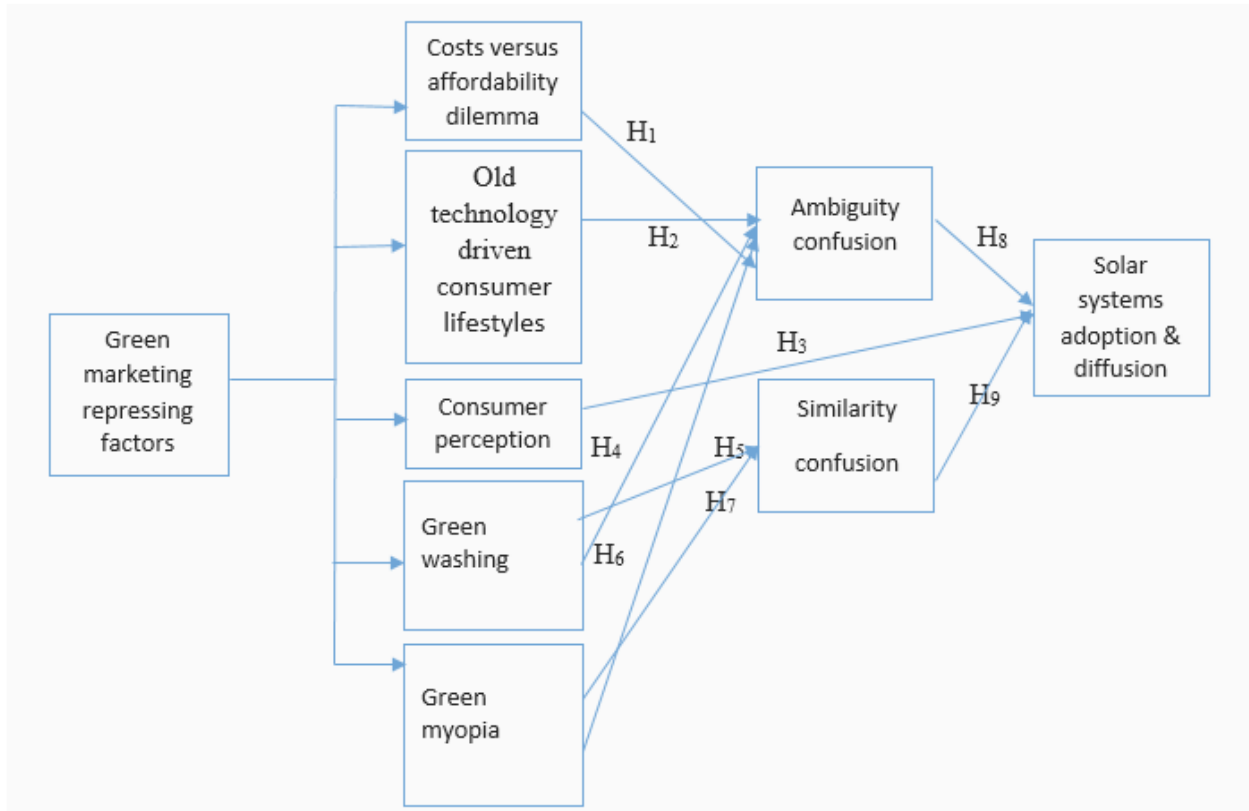 Costs versus
affordability
dilemma
H₁
Old
technology
driven
consumer
lifestyles
H₂
Ambiguity
confusion
H₈
Solar
systems
adoption &
diffusion
Green
marketing
repressing
factors
H₃
Consumer
perception
H₄
Similarity
confusion
H₉
H₅
H₇
Green
washing
H₆
Green
myopia